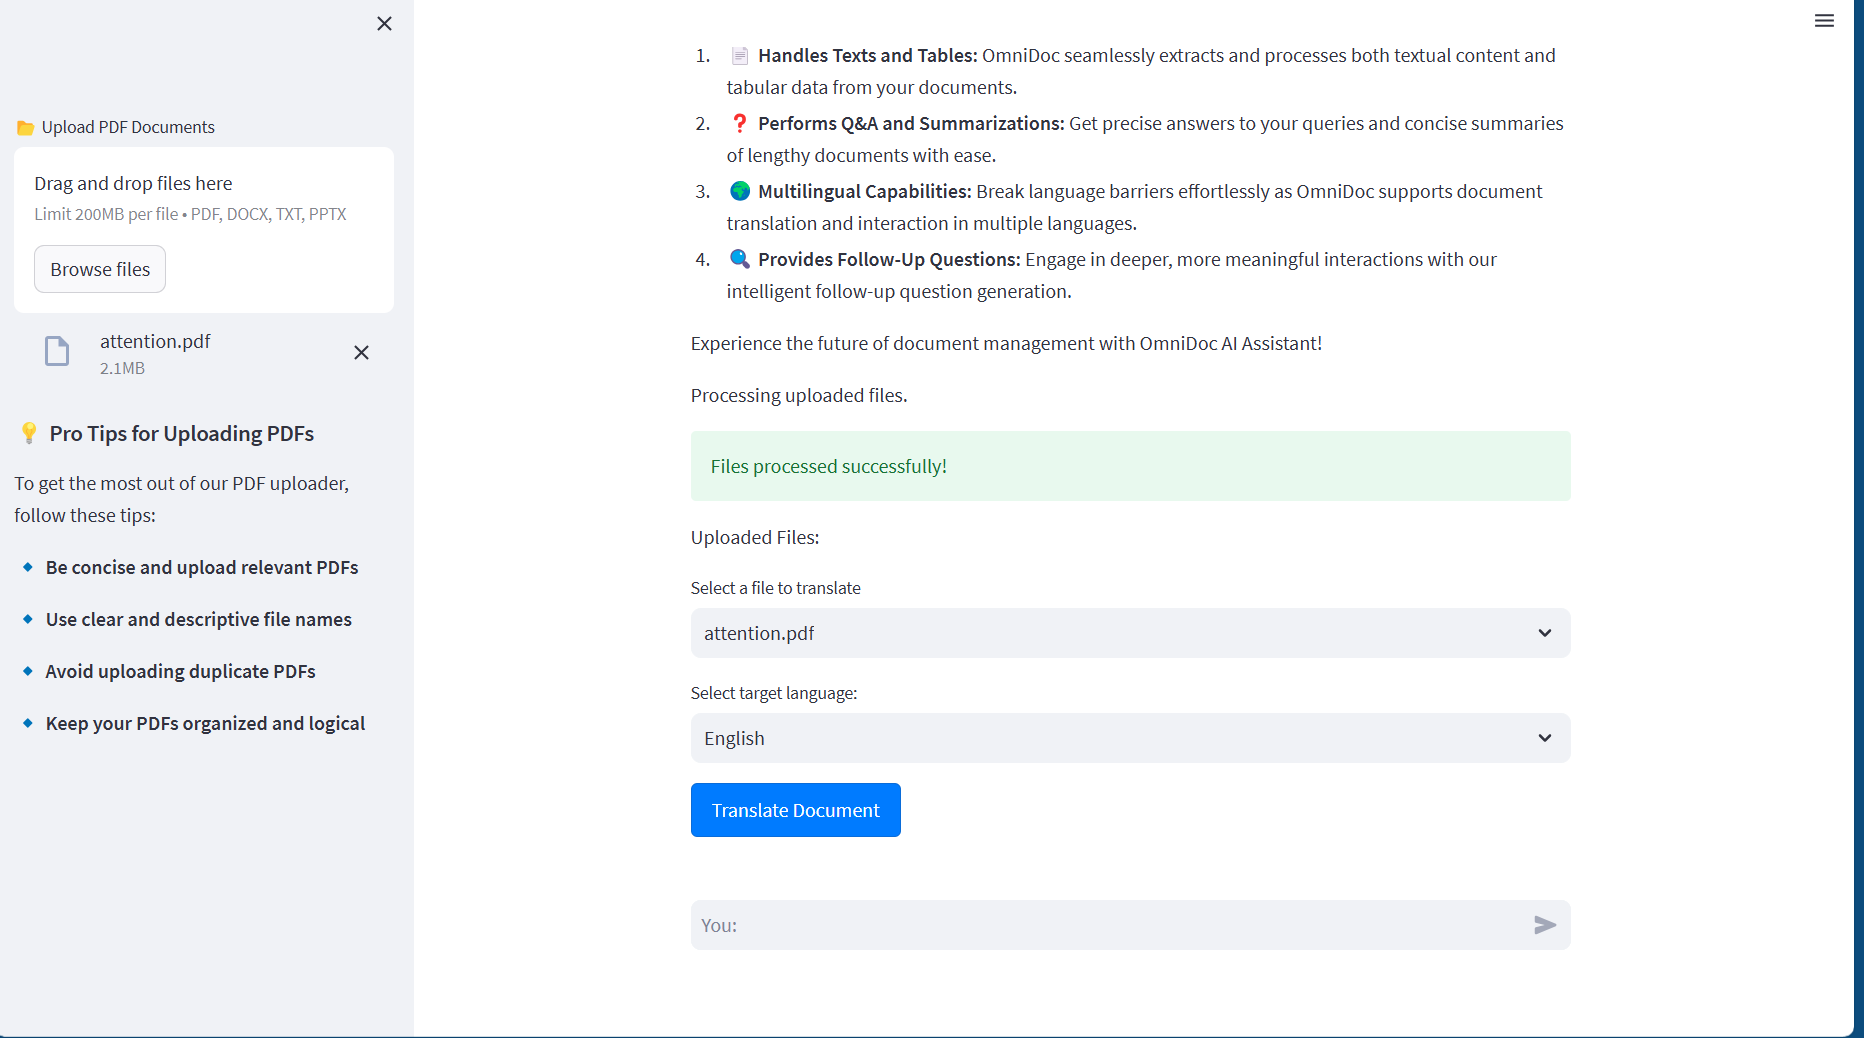 Upload PDF Documents
Drag and drop files here
Limit 200MB per file • PDF, DOCX, TXT, PPTX
Browse files
attention.pdf
2.1MB
Pro Tips for Uploading PDFs
To get the most out of our PDF uploader,
follow these tips:
Be concise and upload relevant PDFs
Use clear and descriptive file names
Avoid uploading duplicate PDFs
Keep your PDFs organized and logical
1. Handles Texts and Tables: OmniDoc seamlessly extracts and processes both textual content and
tabular data from your documents.
2. ❓ Performs Q&A and Summarizations: Get precise answers to your queries and concise summaries
of lengthy documents with ease.
3. Multilingual Capabilities: Break language barriers effortlessly as OmniDoc supports document
translation and interaction in multiple languages.
4. Provides Follow-Up Questions: Engage in deeper, more meaningful interactions with our
intelligent follow-up question generation.
Experience the future of document management with OmniDoc AI Assistant!
Processing uploaded files.
Files processed successfully!
Uploaded Files:
Select a file to translate
attention.pdf
Select target language:
English
Translate Document
You: